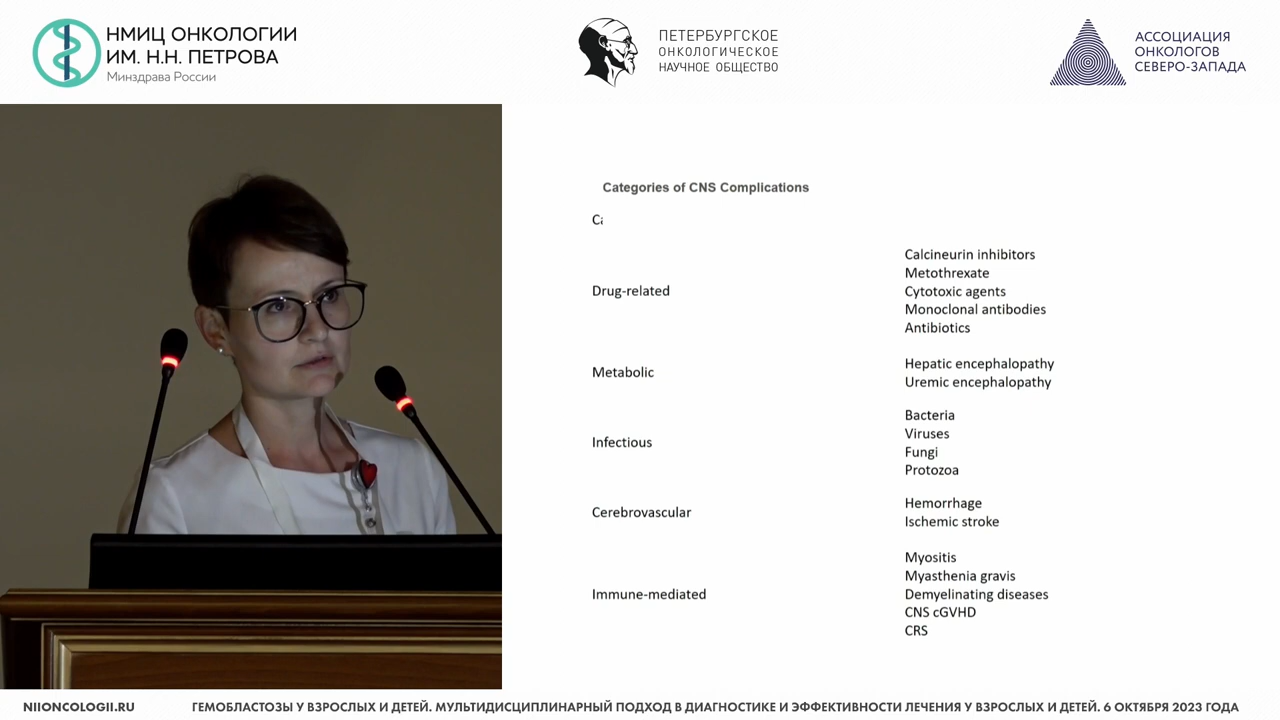 НМИЦ ОНКОЛОГИИ
ИМ. Н.Н. ПЕТРОВА
Минздрава России
ПЕТЕРБУРГСКОЕ
ОНКОЛОГИЧЕСКОЕ
НАУЧНОЕ ОБЩЕСТВО
АССОЦИАЦИЯ
ОНКОЛОГОВ
СЕВЕРО-ЗАПАДА
Categories of CNS Complications
Drug-related
Calcineurin inhibitors
Metothrexate
Cytotoxic agents
Monoclonal antibodies
Antibiotics
Metabolic
Hepatic encephalopathy
Uremic encephalopathy
Infectious
Bacteria
Viruses
Fungi
Protozoa
Cerebrovascular
Hemorrhage
Ischemic stroke
Immune-mediated
Myositis
Myasthenia gravis
Demyelinating diseases
CNS cGVHD
CRS
NIIONCOLOGII.RU
ГЕМОБЛАСТОЗЫ У ВЗРОСЛЫХ И ДЕТЕЙ. МУЛЬТИДИСЦИПЛИНАРНЫЙ ПОДХОД В ДИАГНОСТИКЕ И ЭФФЕКТИВНОСТИ ЛЕЧЕНИЯ У ВЗРОСЛЫХ И ДЕТЕЙ. 6 ОКТЯБРЯ 2023 ГОДА